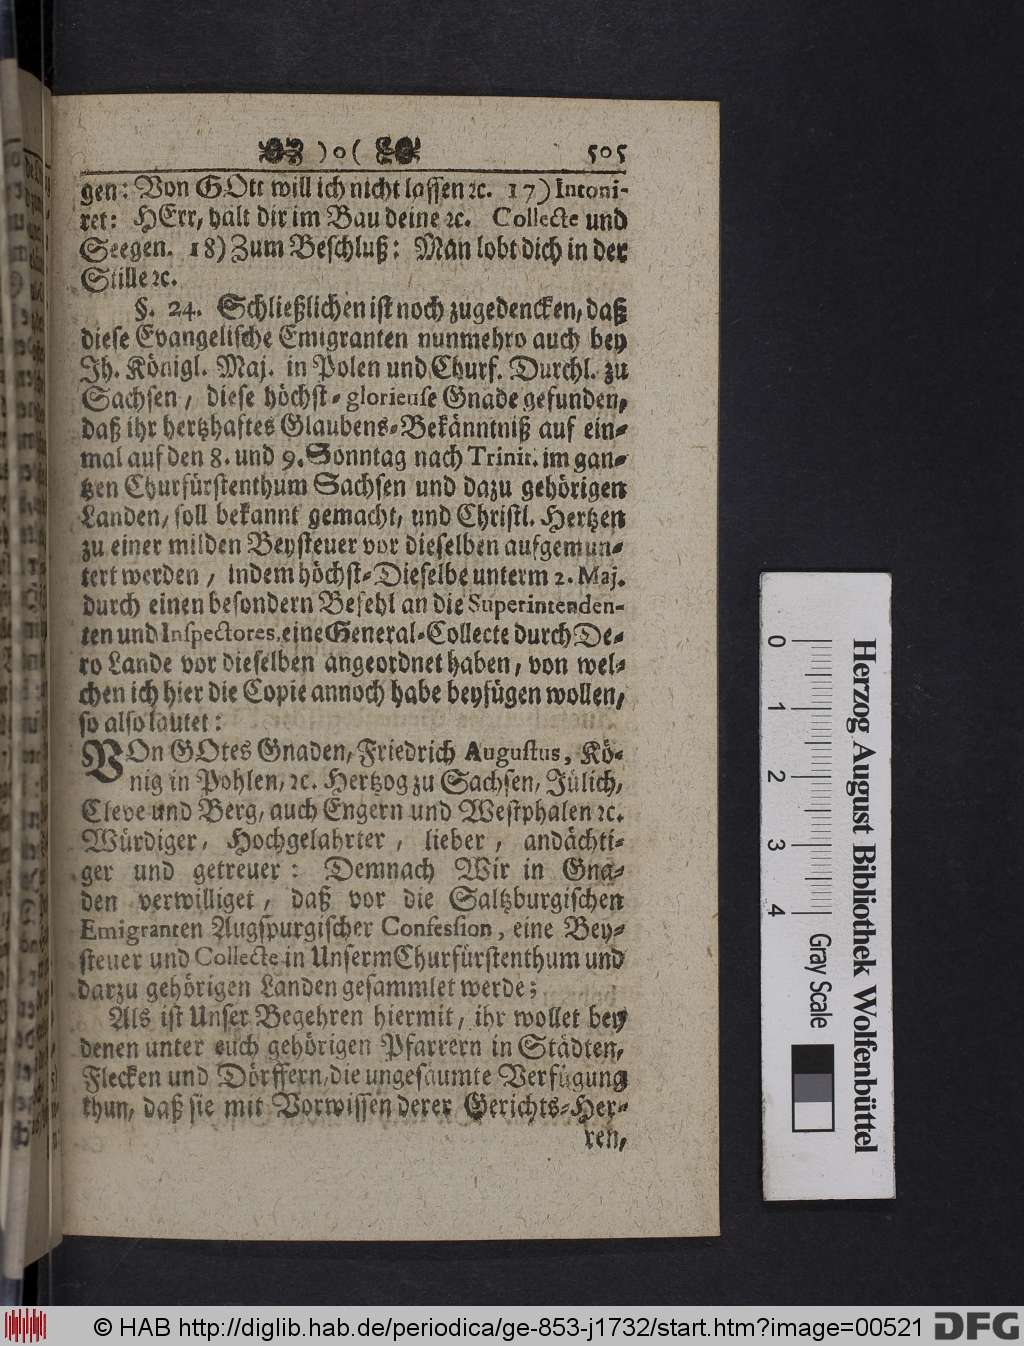 )o( 505
gen: Von GOtt will ich nicht lassen ꝛc. 17) Intoni-
ret: HErr, halt dir im Bau deine ꝛc. Collecte und
Seegen. 18) Zum Beschluß: Man lobt dich in der
Stille ꝛc.
§. 24. Schließlichen ist noch zugedencken, daß
diese Evangelische Emigranten nunmehro auch bey
Jh. Königl. Maj. in Polen und Churf. Durchl. zu
Sachsen, diese höchst-glorieuse Gnade gefunden,
daß ihr hertzhaftes Glaubens-Bekänntniß auf ein-
mal auf den 8. und 9. Sonntag nach Trinit. im gan-
tzen Churfürstenthum Sachsen und dazu gehörigen
Landen, soll bekannt gemacht, und Christl. Hertzen
zu einer milden Beysteuer vor dieselben aufgemun-
tert werden, indem höchst-Dieselbe unterm 2. Maj.
durch einen besondern Befehl an die Superintenden-
ten und Inspectores, eine General-Collecte durch De-
ro Lande vor dieselben angeordnet haben, von wel-
chen ich hier die Copie annoch habe beyfügen wollen,
so also lautet:
VOn GOtes Gnaden, Friedrich Augustus, Kö-
nig in Pohlen, ꝛc. Hertzog zu Sachsen, Jülich,
Cleve und Berg, auch Engern und Westphalen ꝛc.
Würdiger, Hochgelahrter, lieber, andächti-
ger und getreuer: Demnach Wir in Gna-
den verwilliget, daß vor die Saltzburgischen
Emigranten Augspurgischer Confession, eine Bey-
steuer und Collecte in Unserm Churfürstenthum und
darzu gehörigen Landen gesammlet werde;
Als ist Unser Begehren hiermit, ihr wollet bey
denen unter euch gehörigen Pfarrern in Städten,
Flecken und Dörffern, die ungesäumte Verfügung
thun, daß sie mit Vorwissen derer Gerichts-Her-
ren,
0 1 2 3 4
Herzog August Bibliothek Wolfenbüttel
Gray Scale
© HAB http://diglib.hab.de/periodica/ge-853-j1732/start.htm?image=00521
DFG